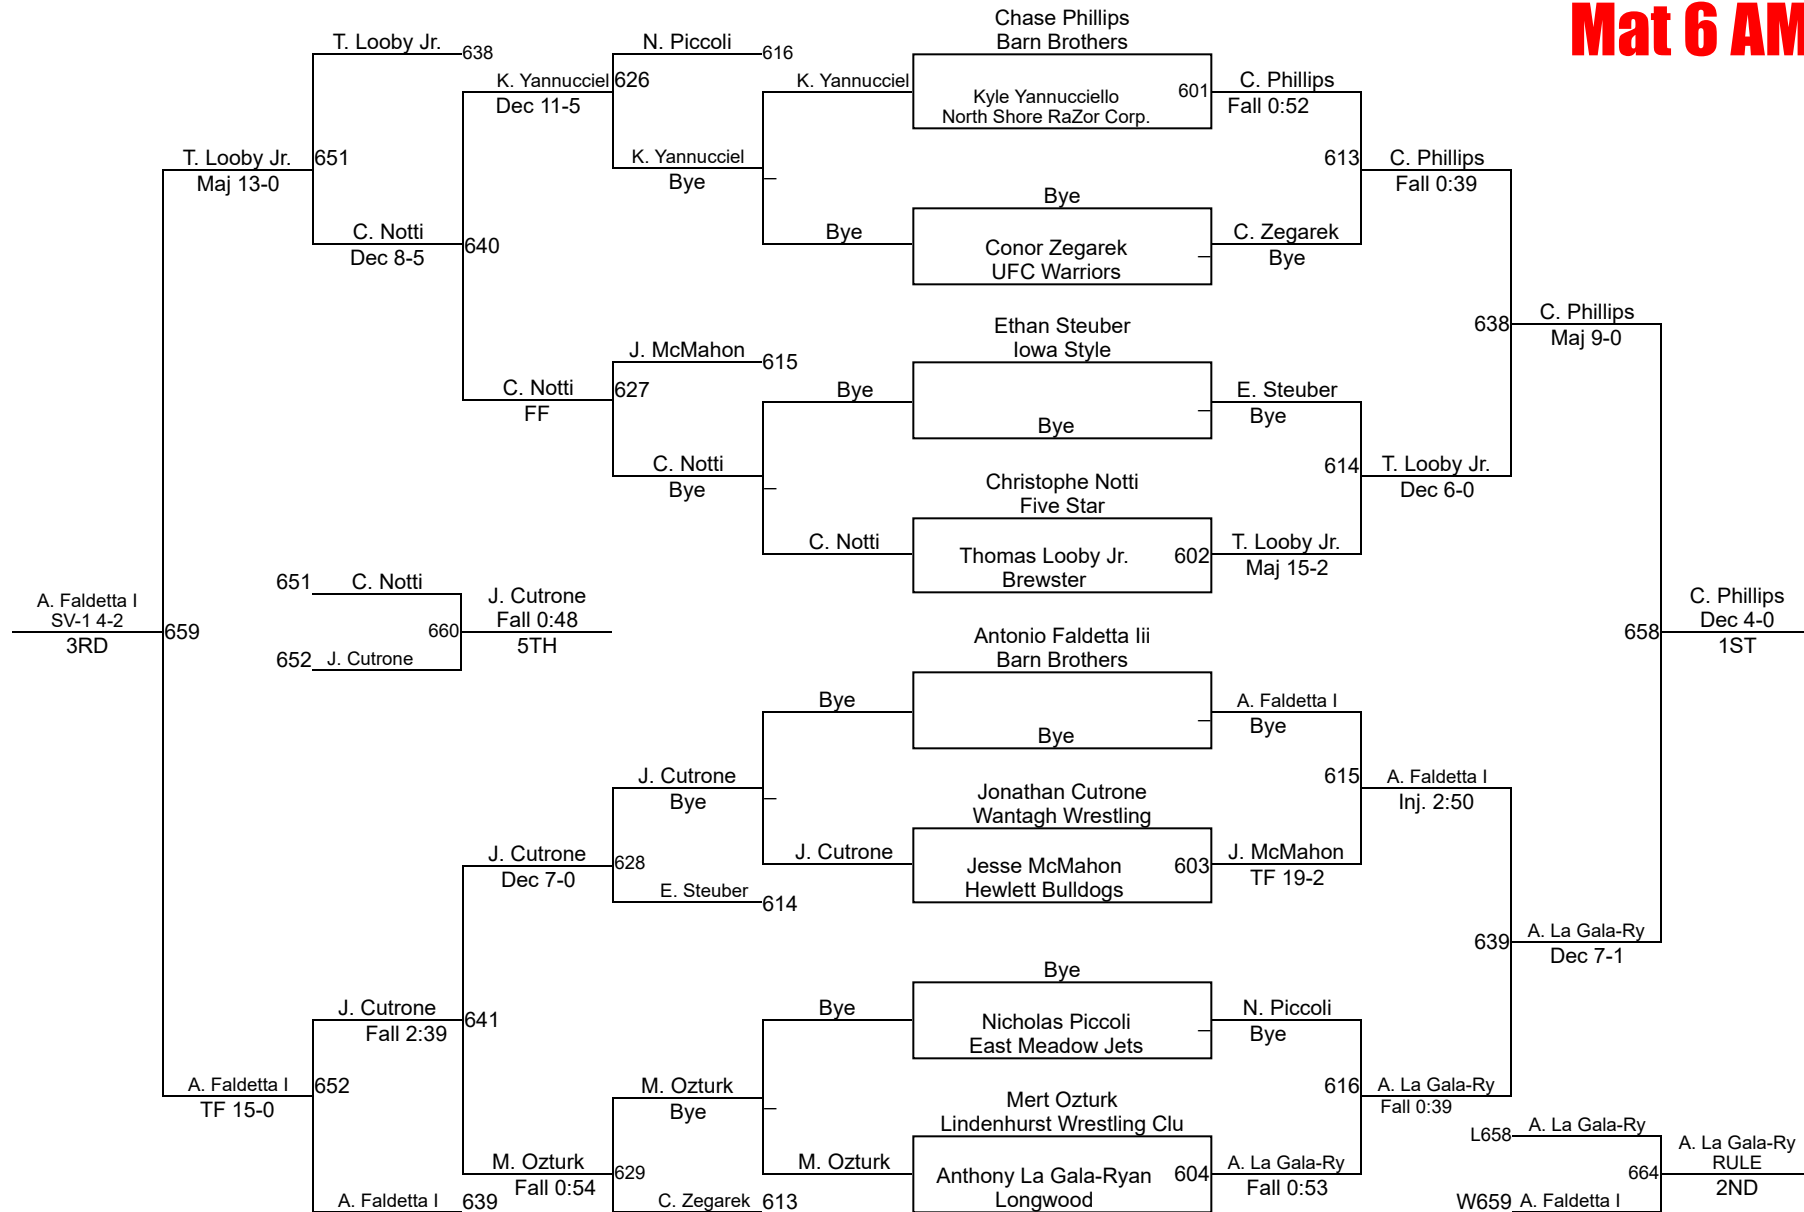 Mat 6 AM
Chase Phillips
Barn Brothers
T. Looby Jr.
638
N. Piccoli
616
K. Yannucciel
626
Dec 11-5
K. Yannucciel
Kyle Yannucciello
North Shore RaZor Corp.
601
C. Phillips
Fall 0:52
T. Looby Jr.
Maj 13-0
651
K. Yannucciel
Bye
_
613
C. Phillips
Fall 0:39
Bye
C. Notti
Dec 8-5
640
Bye
Conor Zegarek
UFC Warriors
_
C. Zegarek
Bye
Ethan Steuber
Iowa Style
638
C. Phillips
Maj 9-0
J. McMahon
615
C. Notti
FF
627
Bye
Bye
_
E. Steuber
Bye
C. Notti
Bye
_
614
T. Looby Jr.
Dec 6-0
Christophe Notti
Five Star
C. Notti
Thomas Looby Jr.
Brewster
602
T. Looby Jr.
Maj 15-2
651
C. Notti
A. Faldetta I
SV-1 4-2
3RD
659
652
J. Cutrone
660
J. Cutrone
Fall 0:48
5TH
658
C. Phillips
Dec 4-0
1ST
Antonio Faldetta Iii
Barn Brothers
Bye
Bye
_
A. Faldetta I
Bye
J. Cutrone
Bye
_
615
A. Faldetta I
Inj. 2:50
Jonathan Cutrone
Wantagh Wrestling
J. Cutrone
Dec 7-0
628
J. Cutrone
Jesse McMahon
Hewlett Bulldogs
603
J. McMahon
TF 19-2
E. Steuber
614
639
A. La Gala-Ry
Dec 7-1
Bye
J. Cutrone
Fall 2:39
641
Bye
Nicholas Piccoli
East Meadow Jets
_
N. Piccoli
Bye
A. Faldetta I
TF 15-0
652
M. Ozturk
Bye
_
616
A. La Gala-Ry
Fall 0:39
Mert Ozturk
Lindenhurst Wrestling Clu
M. Ozturk
Fall 0:54
629
M. Ozturk
Anthony La Gala-Ryan
Longwood
604
A. La Gala-Ry
Fall 0:53
A. Faldetta I
639
C. Zegarek
613
L658
A. La Gala-Ry
W659
A. Faldetta I
664
A. La Gala-Ry
RULE
2ND